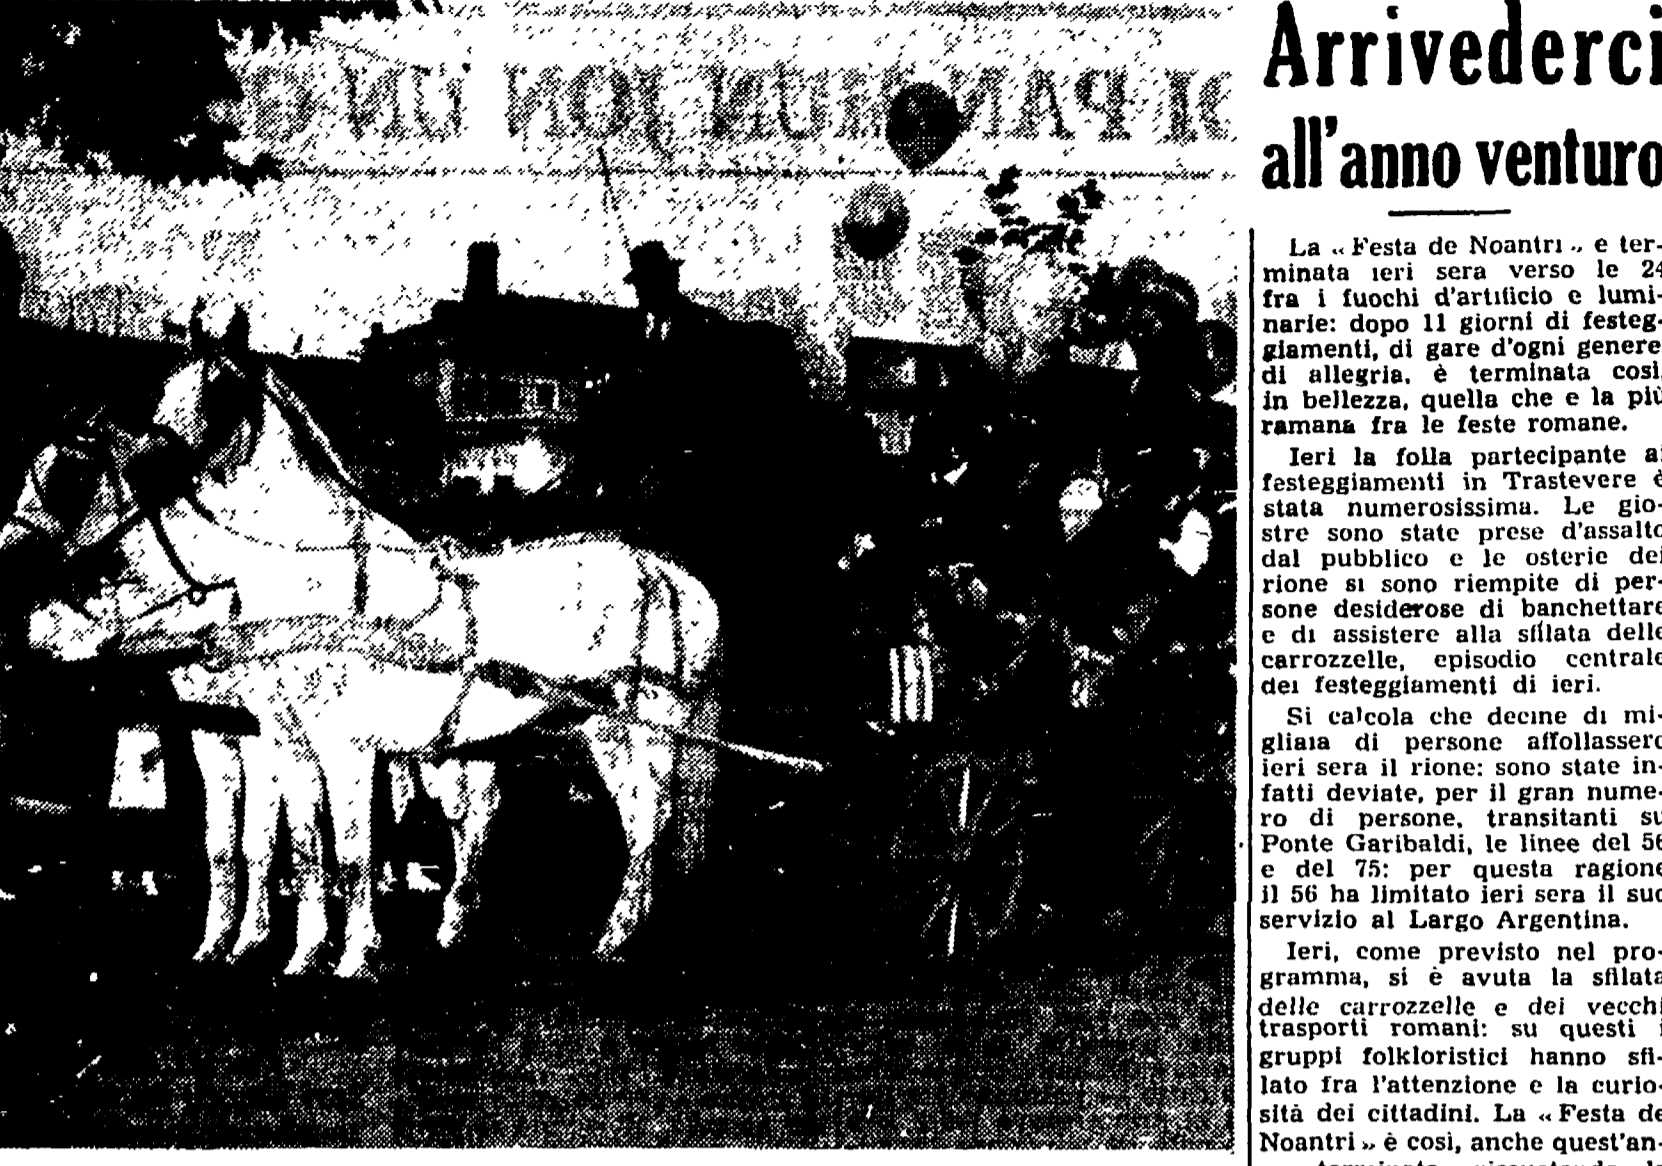 Arrivederci
all'anno venturo
La « Festa de Noantri » e ter-
minata ieri sera verso le 24
fra i fuochi d'artificio e lumi-
narie: dopo 11 giorni di festeg-
giamenti, di gare d'ogni genere
di allegria, è terminata così,
in bellezza, quella che e la più
ramana fra le feste romane.
Ieri la folla partecipante ai
festeggiamenti in Trastevere è
stata numerosissima. Le gio-
stre sono state prese d'assalto
dal pubblico e le osterie del
rione si sono riempite di per-
sone desiderose di banchettare
e di assistere alla sfilata delle
carrozzelle, episodio centrale
dei festeggiamenti di ieri.
Si calcola che decine di mi-
gliaia di persone affollassero
ieri sera il rione: sono state in-
fatti deviate, per il gran nume-
ro di persone, transitanti su
Ponte Garibaldi, le linee del 56
e del 75: per questa ragione
il 56 ha limitato ieri sera il suo
servizio al Largo Argentina.
Ieri, come previsto nel pro-
gramma, si è avuta la sfilata
delle carrozzelle e dei vecchi
trasporti romani: su questi i
gruppi folkloristici hanno sfi-
lato fra l'attenzione e la curio-
sità dei cittadini. La « Festa de
Noantri » è così, anche quest'an-